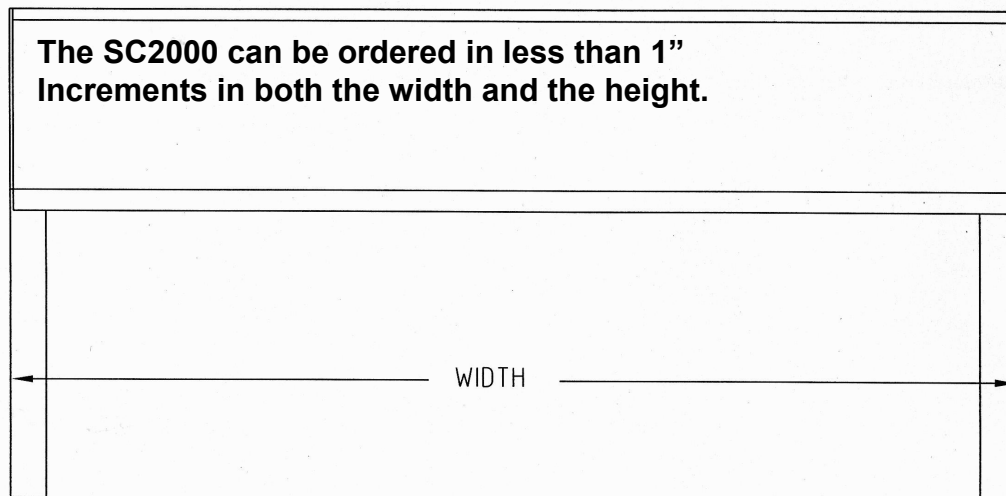 The SC2000 can be ordered in less than 1”
Increments in both the width and the height.
WIDTH